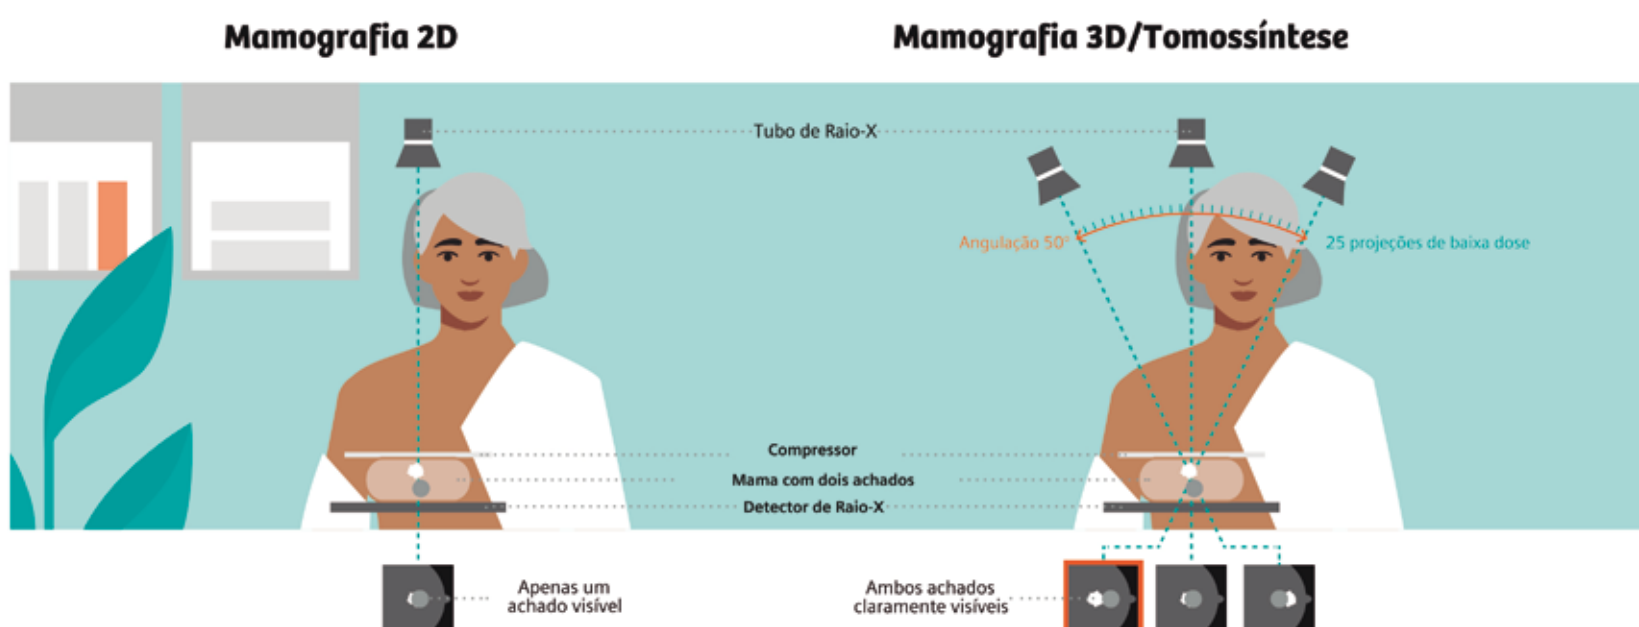 Mamografia 2D
Mamografia 3D/Tomossíntese
Tubo de Raio-X
Angulação 50°
25 projeções de baixa dose
Compressor
Mama com dois achados
Detector de Raio-X
Apenas um
achado visível
Ambos achados
claramente visíveis